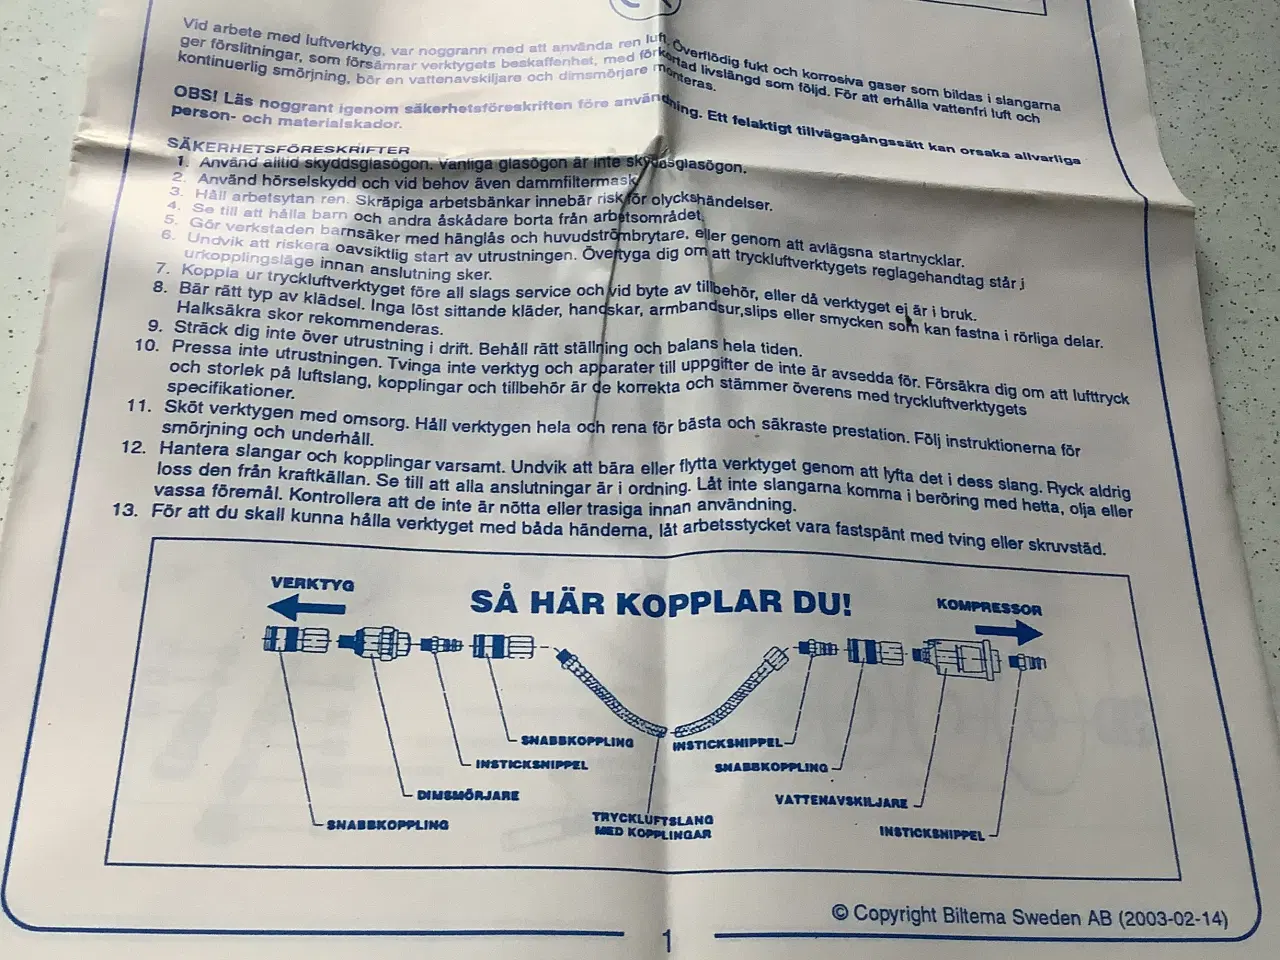 Vid arbete med luftverktyg, var noggrann med att använda ren luft. Överflödig fukt och korrosiva gaser som bildas i slangarna
ger förslitningar, som försämrar verktygets beskaffenhet, med förkortad livslängd som följd. För att erhålla vattenfri luft och
kontinuerlig smörjning, bör en vattenavskiljare och dimsmörjare monteras.
OBS! Läs noggrant igenom säkerhetsföreskriften före användning. Ett felaktigt tillvägagångssätt kan orsaka allvarliga
person- och materialskador.
SÄKERHETSFÖRESKRIFTER
1. Använd alltid skyddsglasögon. Vanliga glasögon är inte skyddsglasögon.
2. Använd hörselskydd och vid behov även dammfiltermask
3. Håll arbetsytan ren. Skräpiga arbetsbänkar innebär risk för olyckshändelser.
4. Se till att hålla barn och andra åskådare borta från arbetsområdet.
5. Gör verkstaden barnsäker med hänglås och huvudströmbrytare, eller genom att avlägsna startnycklar.
6. Undvik att riskera oavsiktlig start av utrustningen. Övertyga dig om att tryckluftverktygets reglagehandtag står j
urkopplingsläge innan anslutning sker.
7. Koppla ur tryckluftverktyget före all slags service och vid byte av tillbehör, eller då verktyget ej är i bruk.
8. Bär rätt typ av klädsel. Inga löst sittande kläder, handskar, armbandsur,slips eller smycken som kan fastna i rörliga delar.
Halksäkra skor rekommenderas.
9. Sträck dig inte över utrustning i drift. Behåll rätt ställning och balans hela tiden.
10. Pressa inte utrustningen. Tvinga inte verktyg och apparater till uppgifter de inte är avsedda för. Försäkra dig om att lufttryck
och storlek på luftslang, kopplingar och tillbehör är de korrekta och stämmer överens med tryckluftverktygets
specifikationer.
11. Sköt verktygen med omsorg. Håll verktygen hela och rena för bästa och säkraste prestation. Följ instruktionerna för
smörjning och underhåll.
12. Hantera slangar och kopplingar varsamt. Undvik att bära eller flytta verktyget genom att lyfta det i dess slang. Ryck aldrig
loss den från kraftkällan. Se till att alla anslutningar är i ordning. Låt inte slangarna komma i beröring med hetta, olja eller
vassa föremål. Kontrollera att de inte är nötta eller trasiga innan användning.
13. För att du skall kunna hålla verktyget med båda händerna, låt arbetsstycket vara fastspänt med tving eller skruvstäd.
VERKTYG
SÅ HÄR KOPPLAR DU!
KOMPRESSOR
SNABBKOPPLING
INSTICKSNIPPEL
INSTICKSNIPPEL
SNABBKOPPLING
DIMSMÖRJARE
VATTENAVSKILJARE
SNABBKOPPLING
TRYCKLUFTSLANG
MED KOPPLINGAR
INSTICKSNIPPEL
© Copyright Biltema Sweden AB (2003-02-14)
1